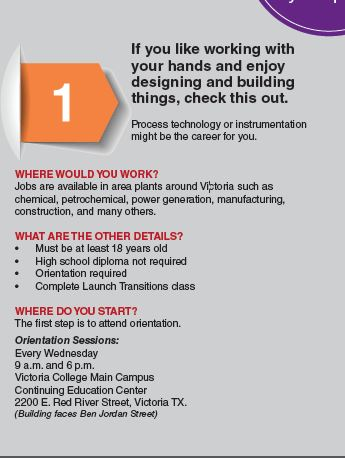 If you like working with
your hands and enjoy
designing and building
things, check this out.
1
Process technology or instrumentation
might be the career for you.
WHERE WOULD YOU WORK?
Jobs are available in area plants around Victoria such as
chemical, petrochemical, power generation, manufacturing,
construction, and many others.
WHAT ARE THE OTHER DETAILS?
• Must be at least 18 years old
• High school diploma not required
• Orientation required
• Complete Launch Transitions class
WHERE DO YOU START?
The first step is to attend orientation.
Orientation Sessions:
Every Wednesday
9 a.m. and 6 p.m.
Victoria College Main Campus
Continuing Education Center
2200 E. Red River Street, Victoria TX.
(Building faces Ben Jordan Street)